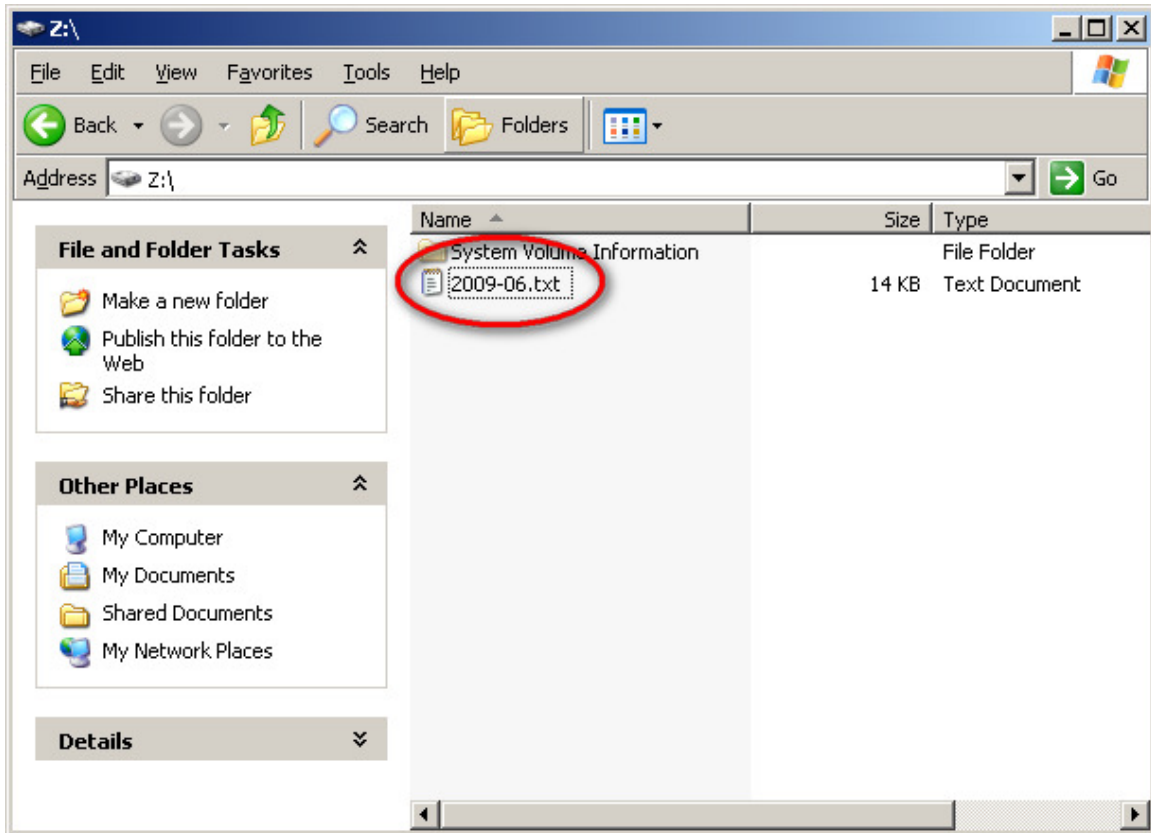 Z:\
File Edit View Favorites Tools Help
Back Search Folders
Address Z:\ Go
Name Size Type
File and Folder Tasks
Make a new folder
Publish this folder to the
Web
Share this folder
Other Places
My Computer
My Documents
Shared Documents
My Network Places
Details
System Volume Information File Folder
2009-06.txt 14 KB Text Document